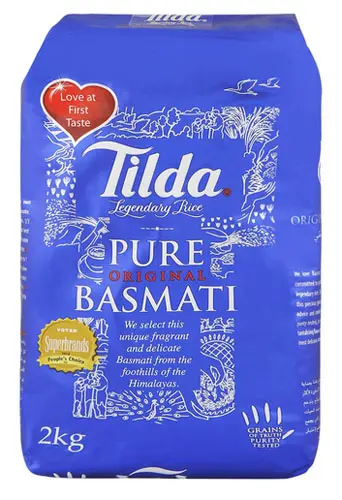 Love at
First
Taste
Tilda
Legendary Rice
PURE
ORIGINAL
BASMATI
We select this
unique fragrant
and delicate
Basmati from the
foothills of the
Himalayas.
VOTED
Superbrands
People's Choice
2kg
GRAINS
OF TRUTH
PURITY
TESTED
Tilda